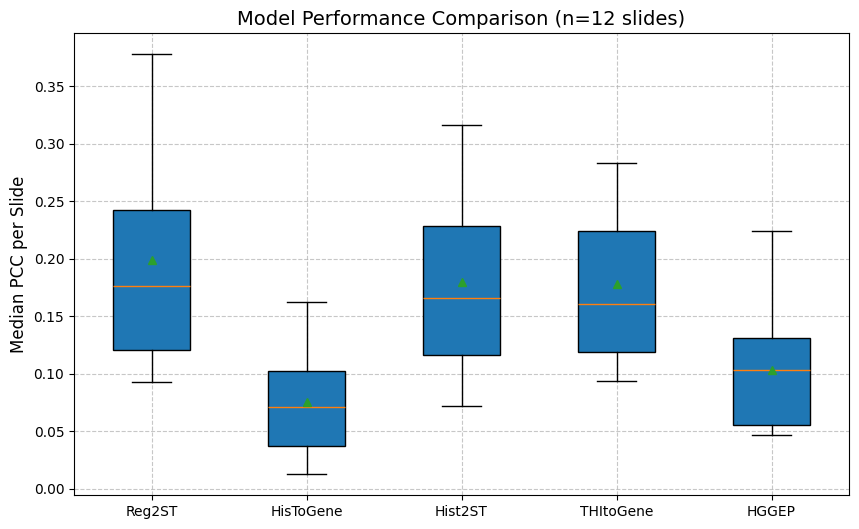 Model Performance Comparison (n=12 slides)
Median PCC per Slide
0.35
0.30
0.25
0.20
0.15
0.10
0.05
0.00
Reg2ST HisToGene Hist2ST THItoGene HGGEP